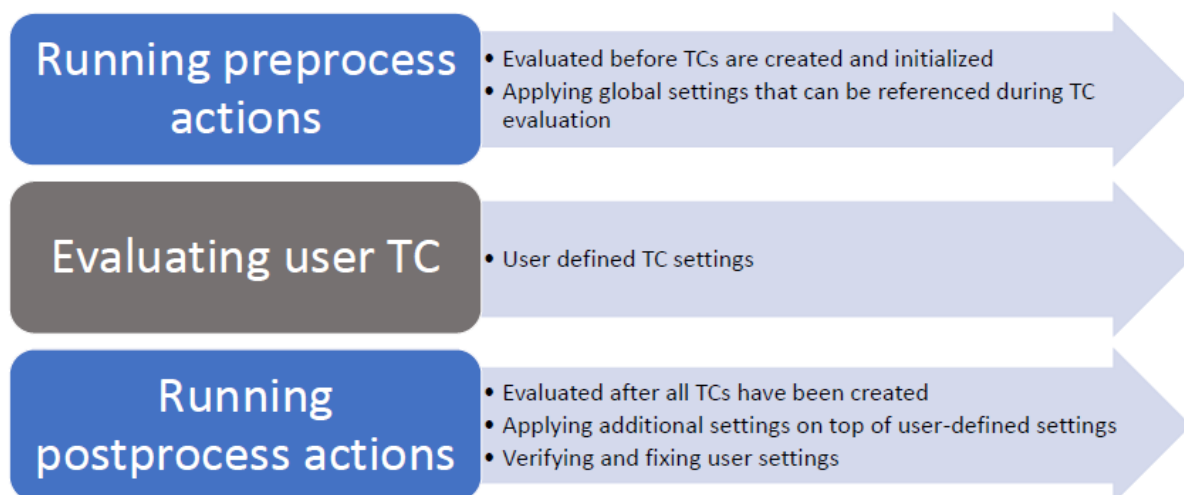 Running preprocess
actions
• Evaluated before TCs are created and initialized
• Applying global settings that can be referenced during TC
evaluation
Evaluating user TC
• User defined TC settings
Running
postprocess actions
• Evaluated after all TCs have been created
• Applying additional settings on top of user-defined settings
• Verifying and fixing user settings